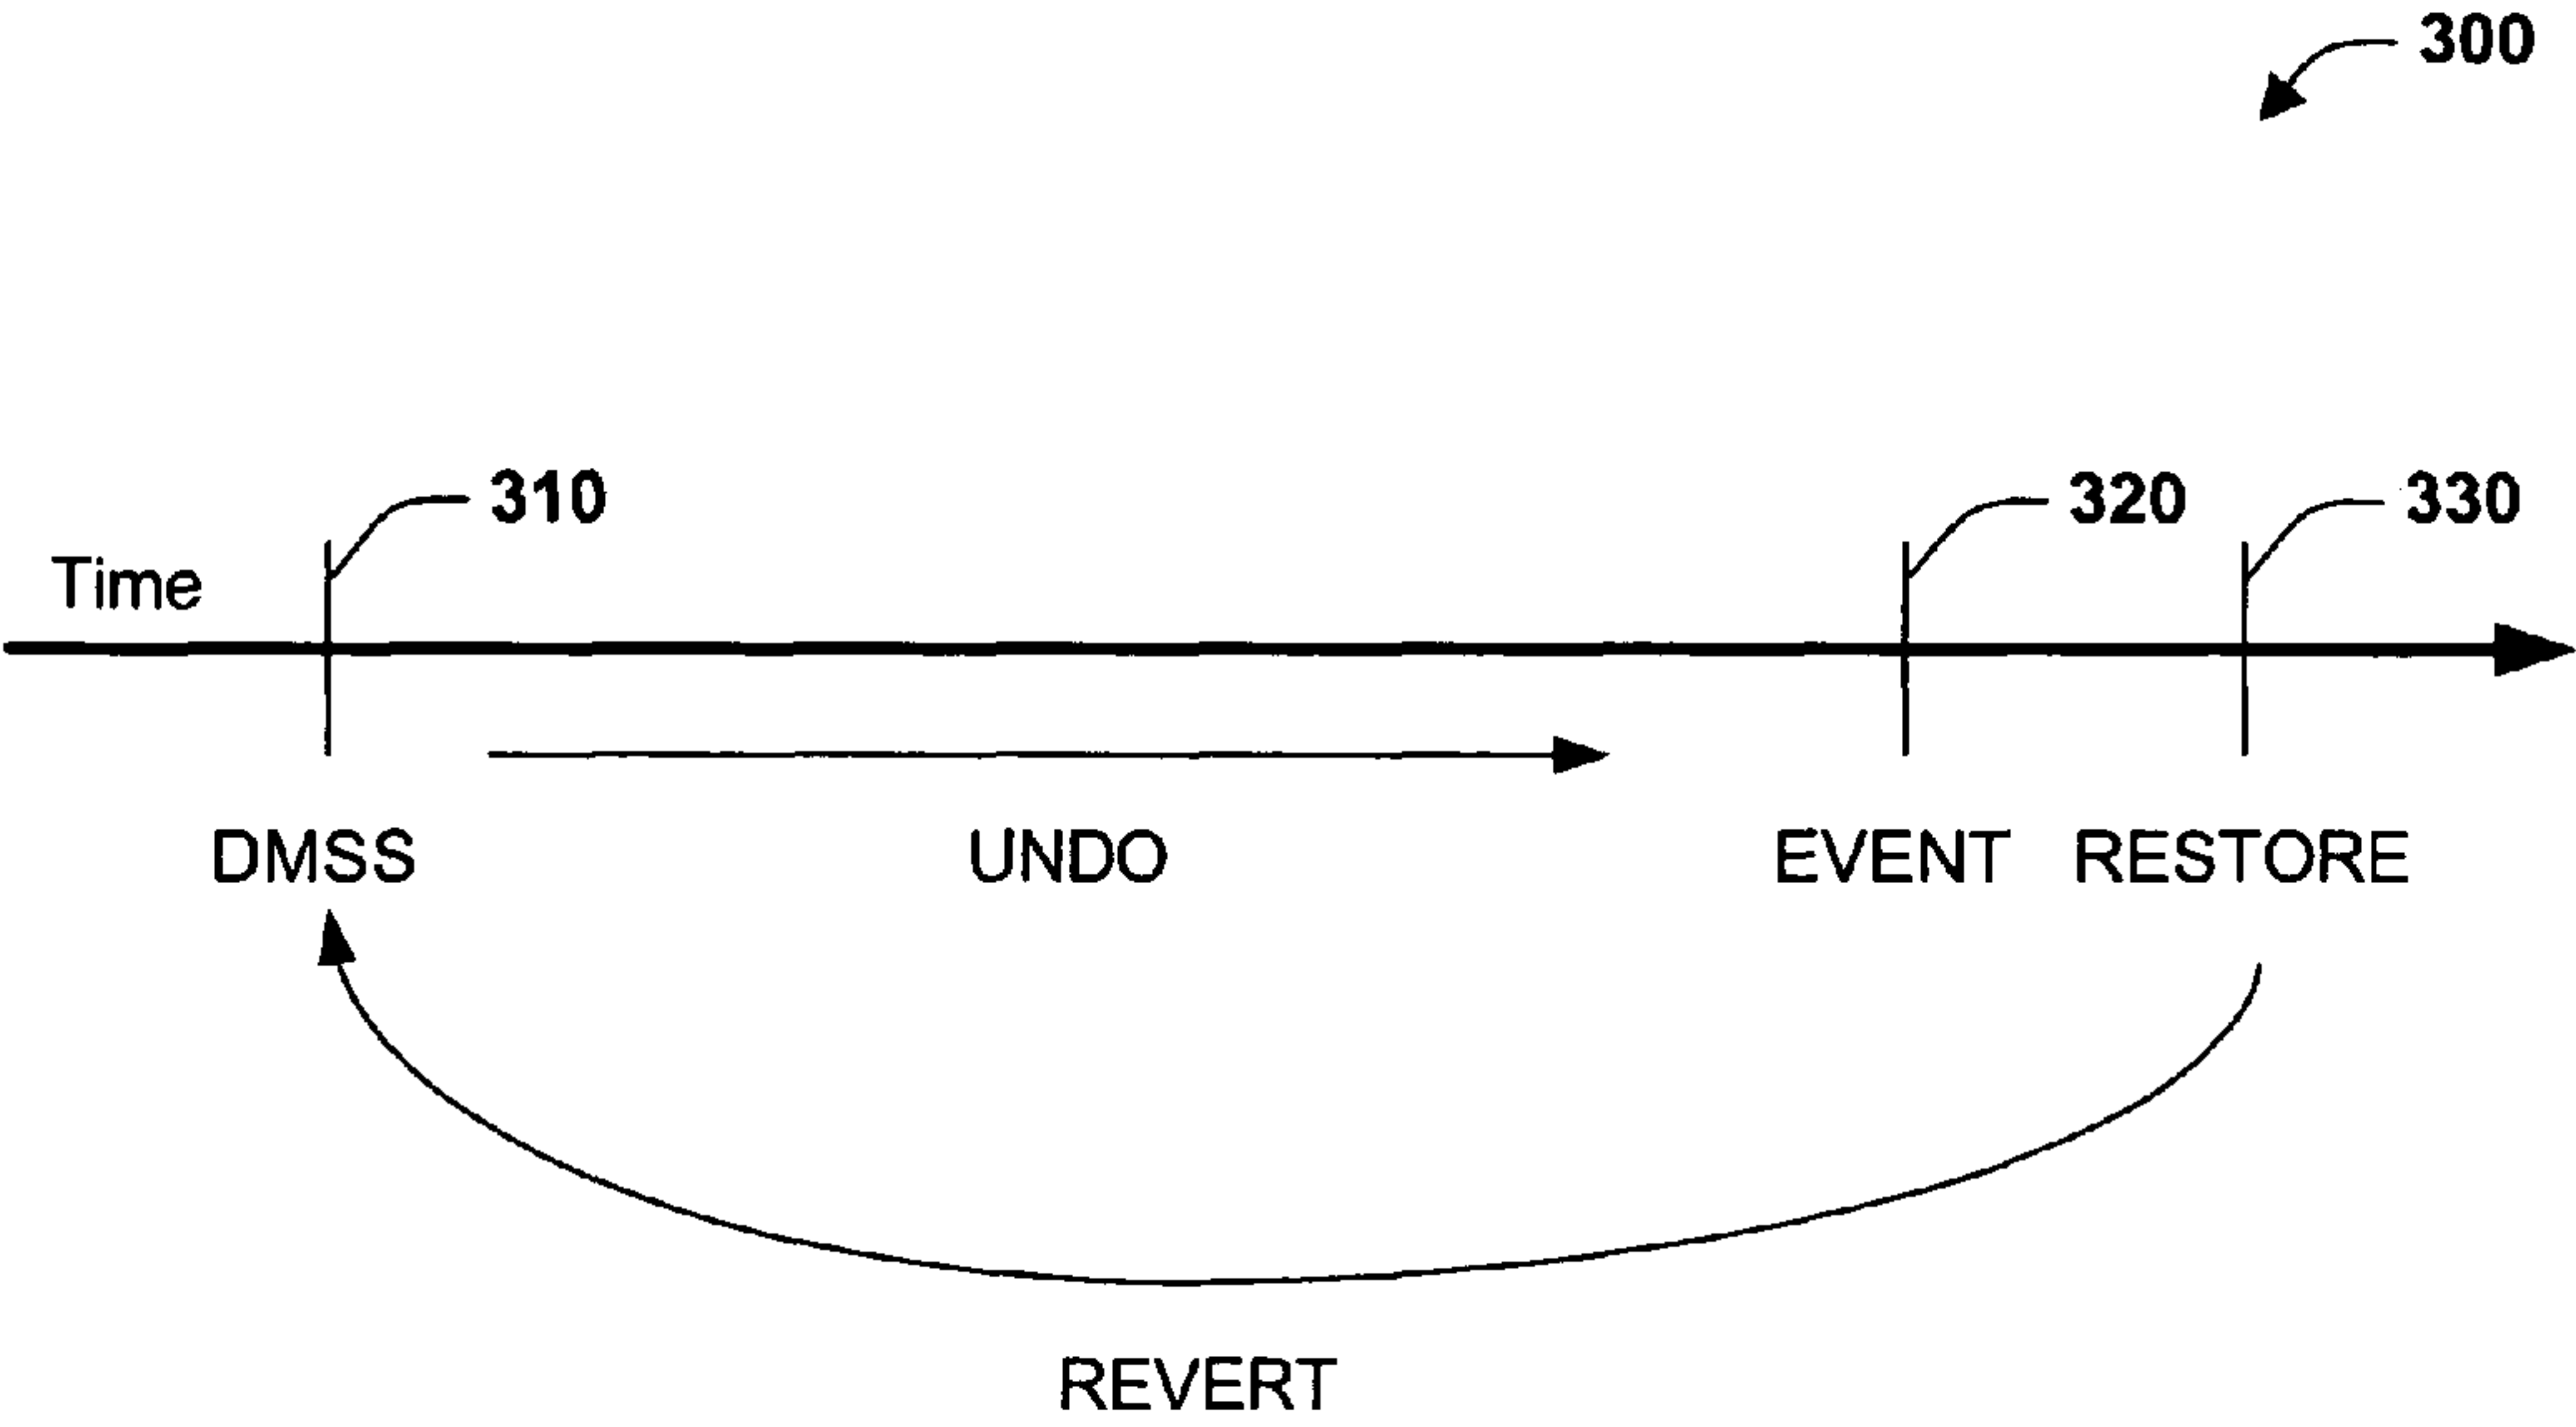 300
310
320
330
Time
DMSS
UNDO
EVENT
RESTORE
REVERT